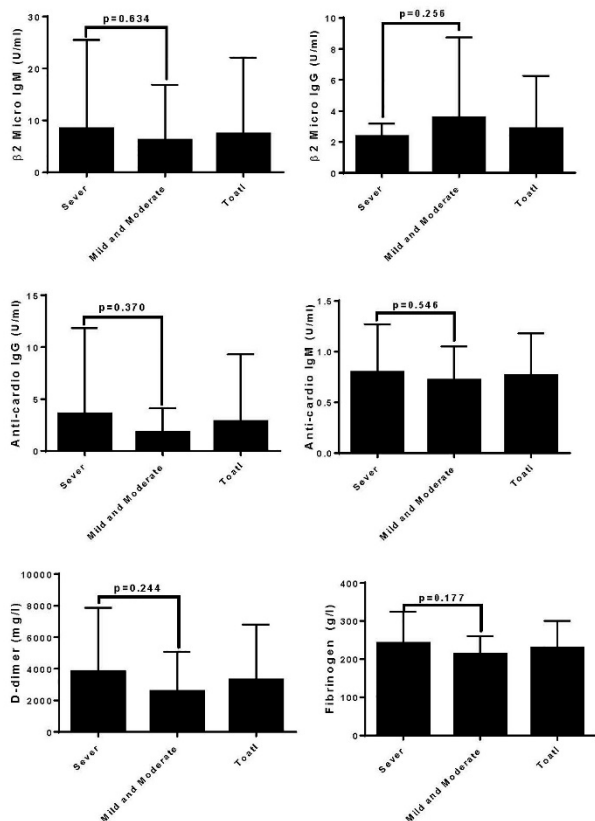 p=0.634
β2 Micro IgM (U/ml)
30
20
10
0
Sever
Mild and Moderate
Toatl
p=0.256
β2 Micro IgG (U/ml)
10
8
6
4
2
0
Sever
Mild and Moderate
Toatl
p=0.370
Anti-cardio IgG (U/ml)
15
10
5
0
Sever
Mild and Moderate
Toatl
p=0.546
Anti-cardio IgM (U/ml)
1.5
1.0
0.5
0.0
Sever
Mild and Moderate
Toatl
p=0.244
D-dimer (mg/l)
10000
8000
6000
4000
2000
0
Sever
Mild and Moderate
Toatl
p=0.177
Fibrinogen (g/l)
400
300
200
100
0
Sever
Mild and Moderate
Toatl